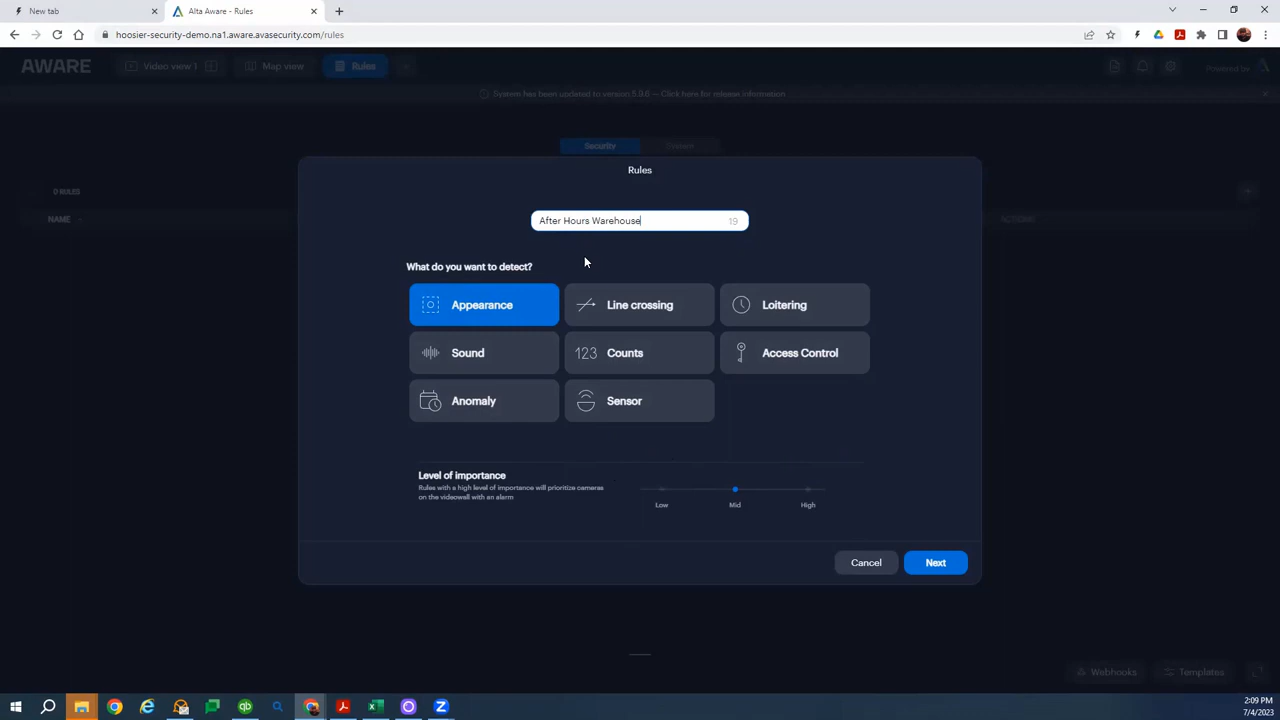 New tab
Alta Aware - Rules
hoosier-security-demo.na1.aware.avasecurity.com/rules
AWARE
Video view 1
Map view
Rules
Powered by
System has been updated to version 5.9.6 — Click here for release information
Security
System
Rules
0 RULES
After Hours Warehouse
19
NAME
ACTIONS
What do you want to detect?
Appearance
Line crossing
Loitering
Sound
123
Counts
Access Control
Anomaly
Sensor
Level of importance
Rules with a high level of importance will prioritize cameras
on the videowall with an alarm
Low
Mid
High
Cancel
Next
Webhooks
Templates
2:09 PM
7/4/2023